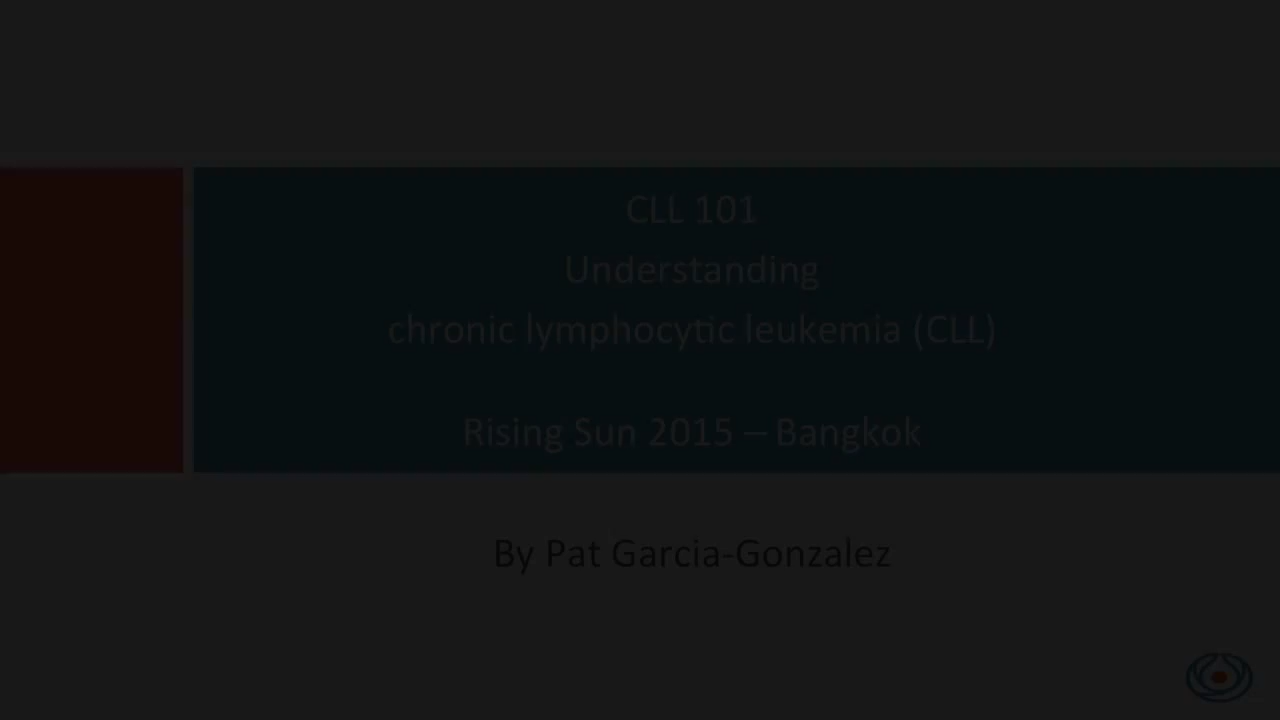 CLL 101
Understanding
chronic lymphocytic leukemia (CLL)
Rising Sun 2015 – Bangkok
By Pat Garcia-Gonzalez